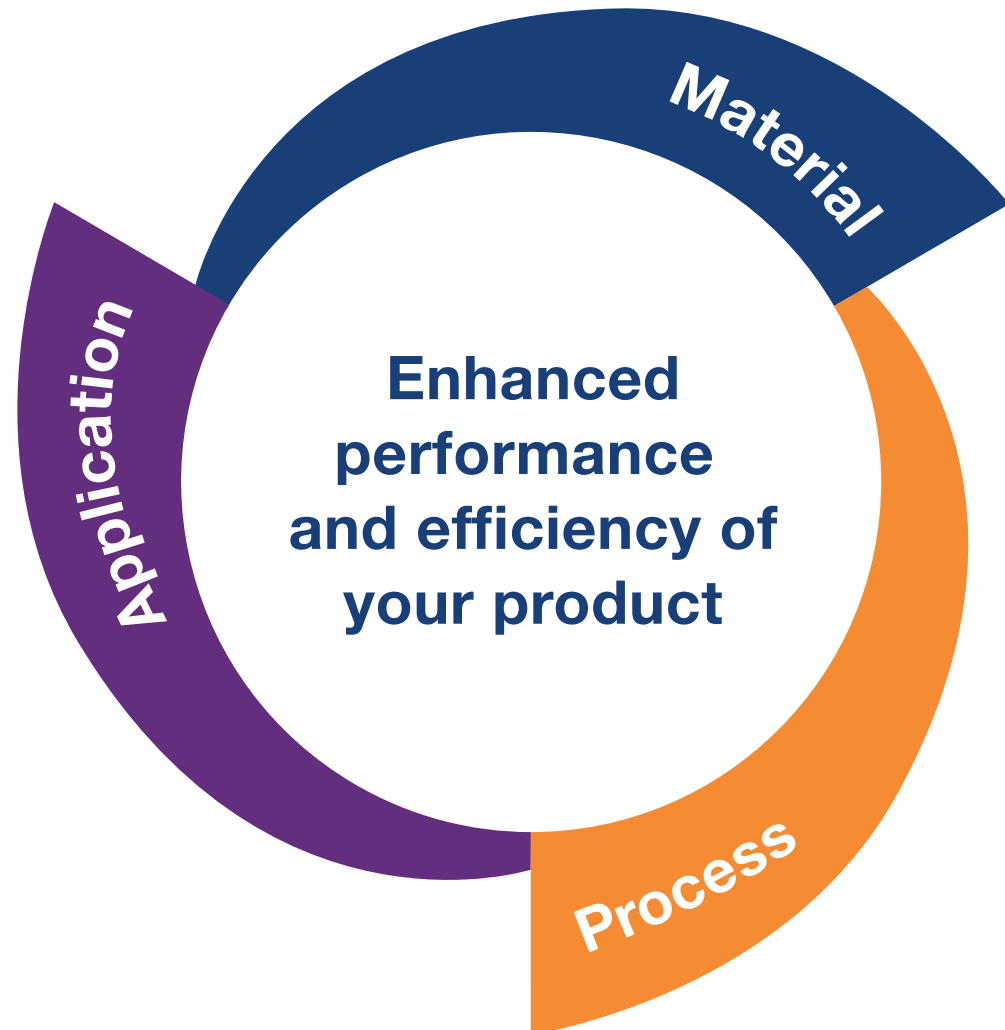 Material
Application
Enhanced
performance
and efficiency of
your product
Process